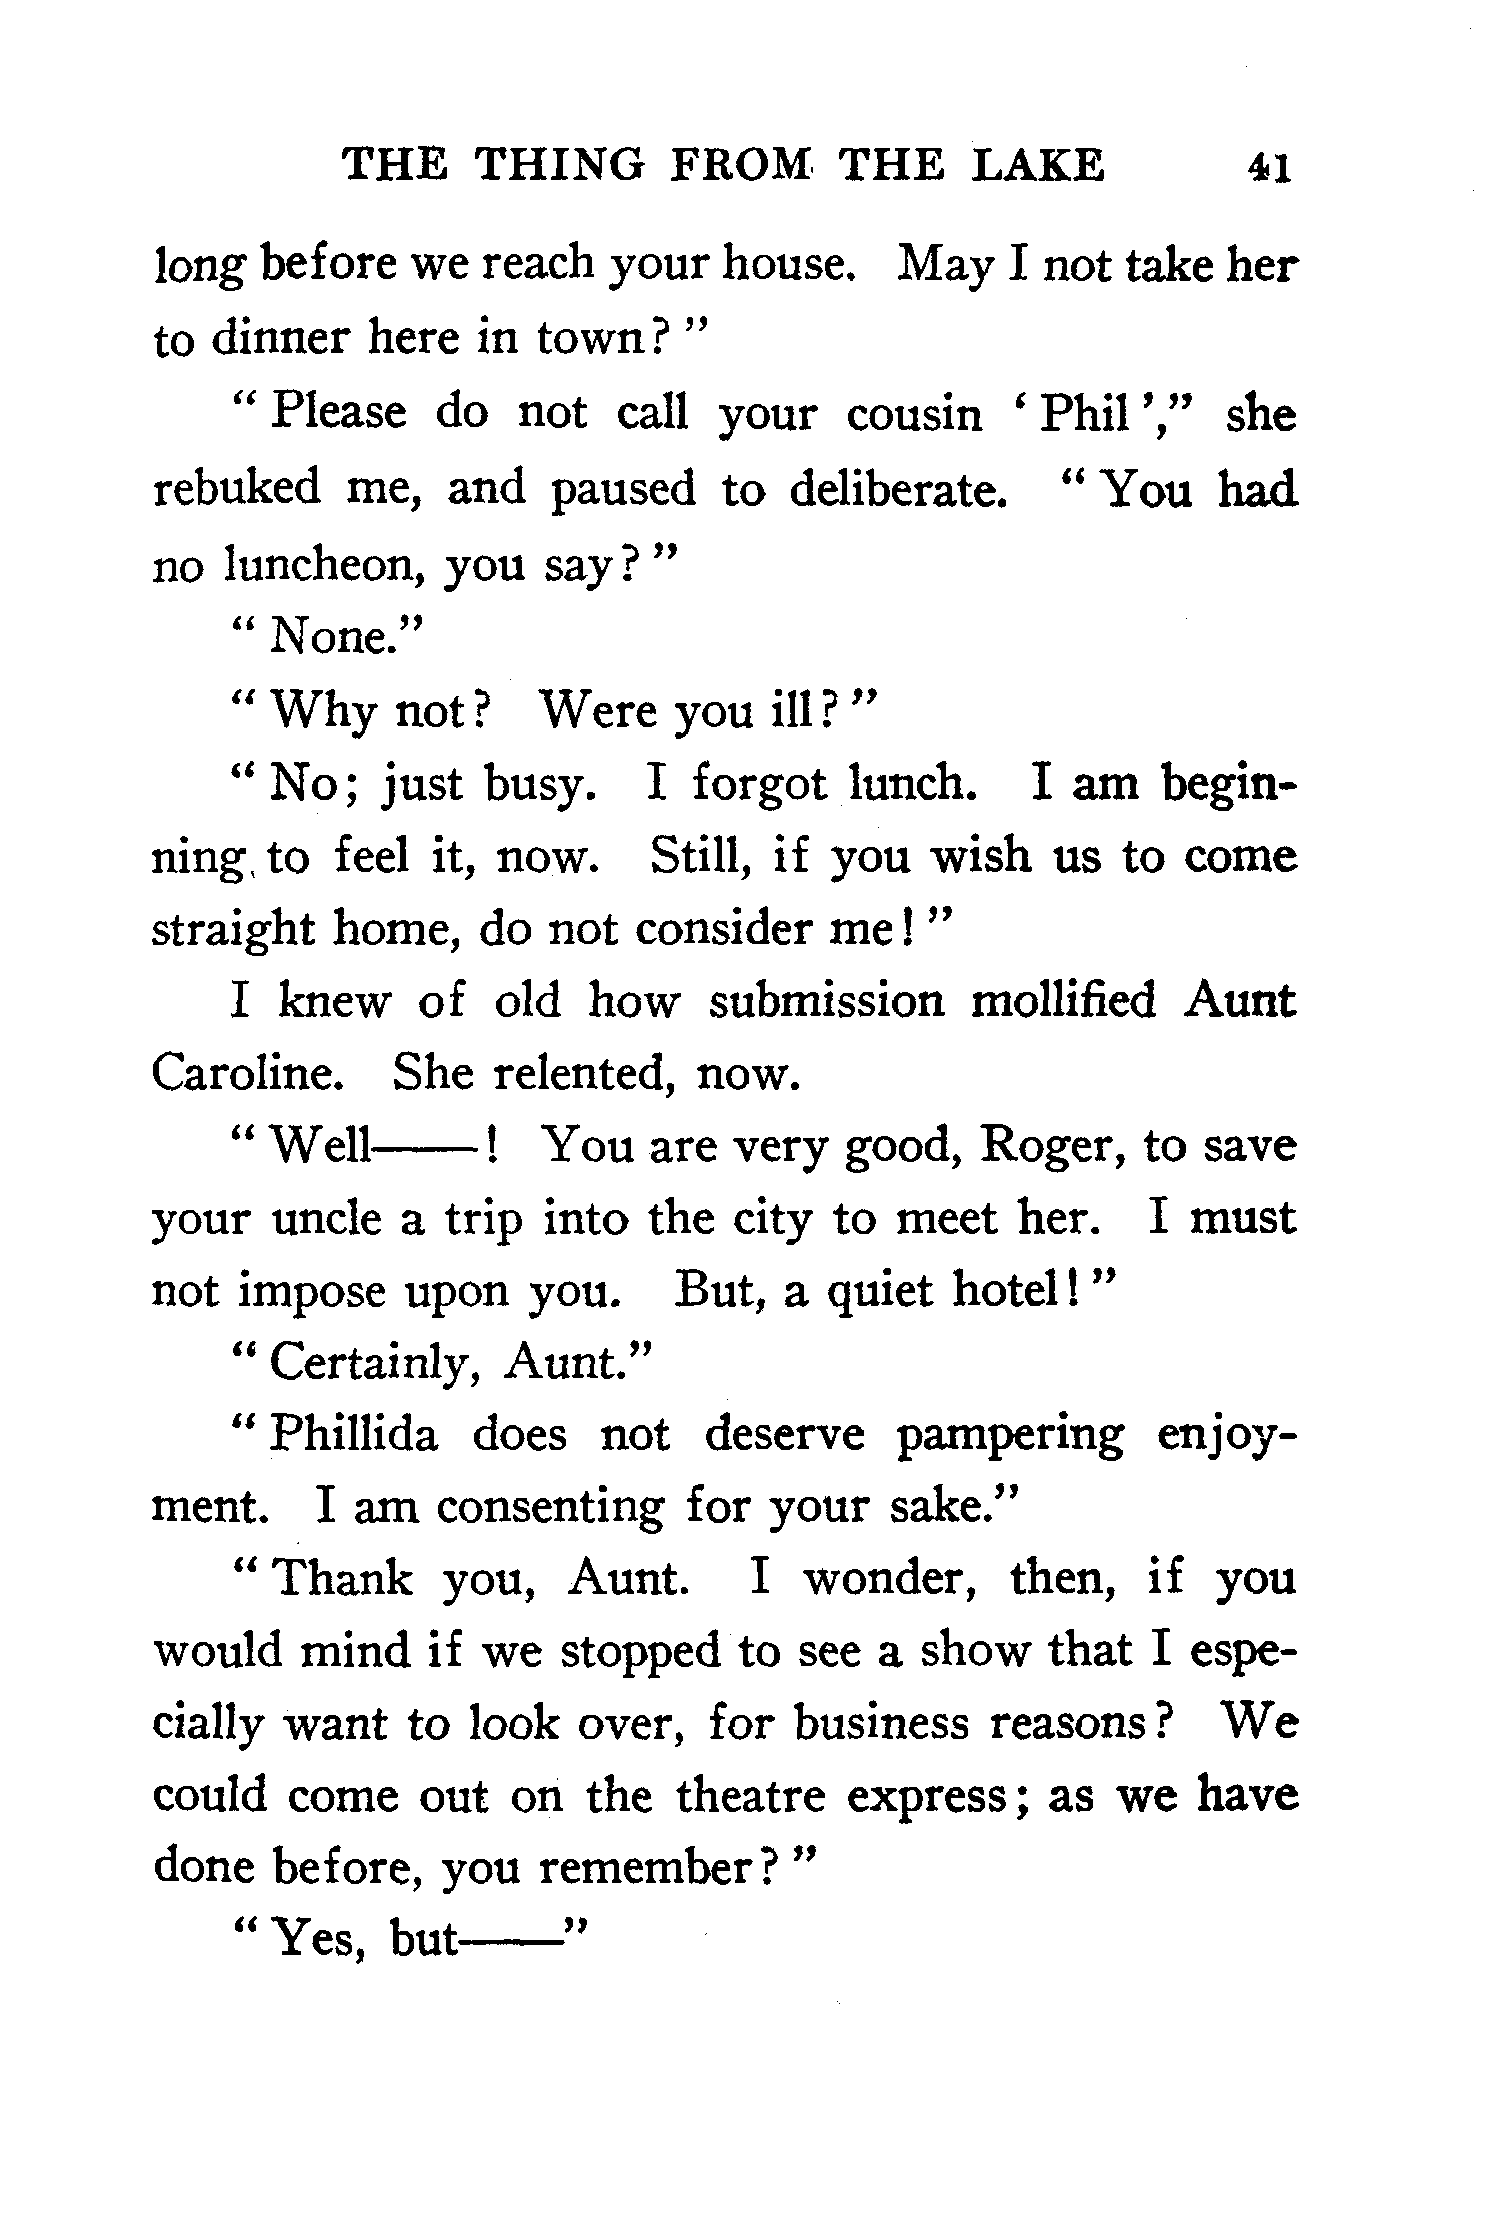 THE THING FROM THE LAKE 41
long before we reach your house. May I not take her
to dinner here in town? ”
“ Please do not call your cousin ‘ Phil ’,” she
rebuked me, and paused to deliberate. “ You had
no luncheon, you say? ”
“ None.”
“ Why not? Were you ill? ”
“ No; just busy. I forgot lunch. I am begin-
ning to feel it, now. Still, if you wish us to come
straight home, do not consider me! ”
I knew of old how submission mollified Aunt
Caroline. She relented, now.
“ Well——! You are very good, Roger, to save
your uncle a trip into the city to meet her. I must
not impose upon you. But, a quiet hotel! ”
“ Certainly, Aunt.”
“ Phillida does not deserve pampering enjoy-
ment. I am consenting for your sake.”
“ Thank you, Aunt. I wonder, then, if you
would mind if we stopped to see a show that I espe-
cially want to look over, for business reasons? We
could come out on the theatre express; as we have
done before, you remember? ”
“ Yes, but——”